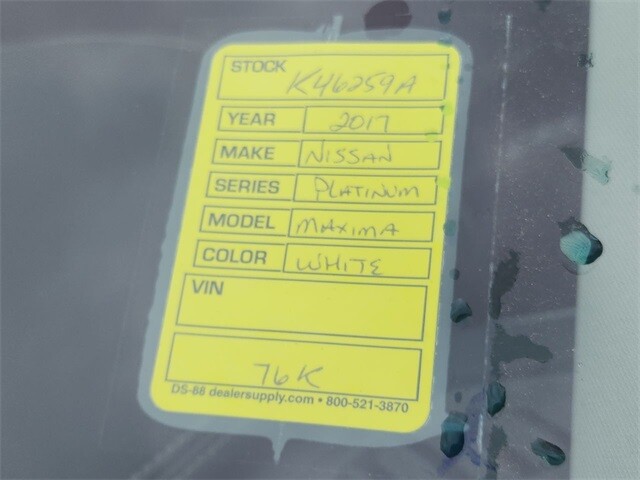 STOCK K46259A
YEAR 2017
MAKE NISSAN
SERIES PLATINUM
MODEL MAXIMA
COLOR WHITE
VIN
76K
DS-88 dealersupply.com • 800-521-3870